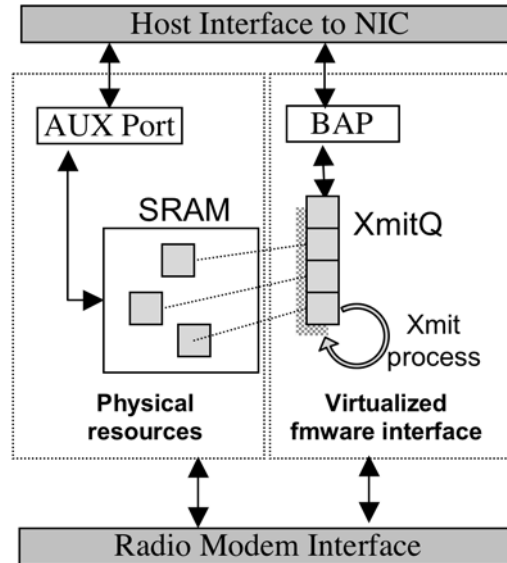 Host Interface to NIC
AUX Port
BAP
SRAM
XmitQ
Xmit
process
Physical
resources
Virtualized
fmware interface
Radio Modem Interface